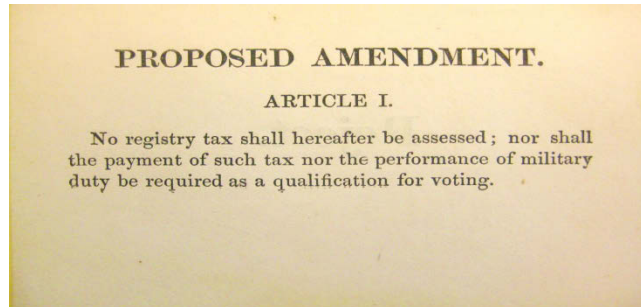 PROPOSED AMENDMENT.
ARTICLE I.
No registry tax shall hereafter be assessed; nor shall
the payment of such tax nor the performance of military
duty be required as a qualification for voting.